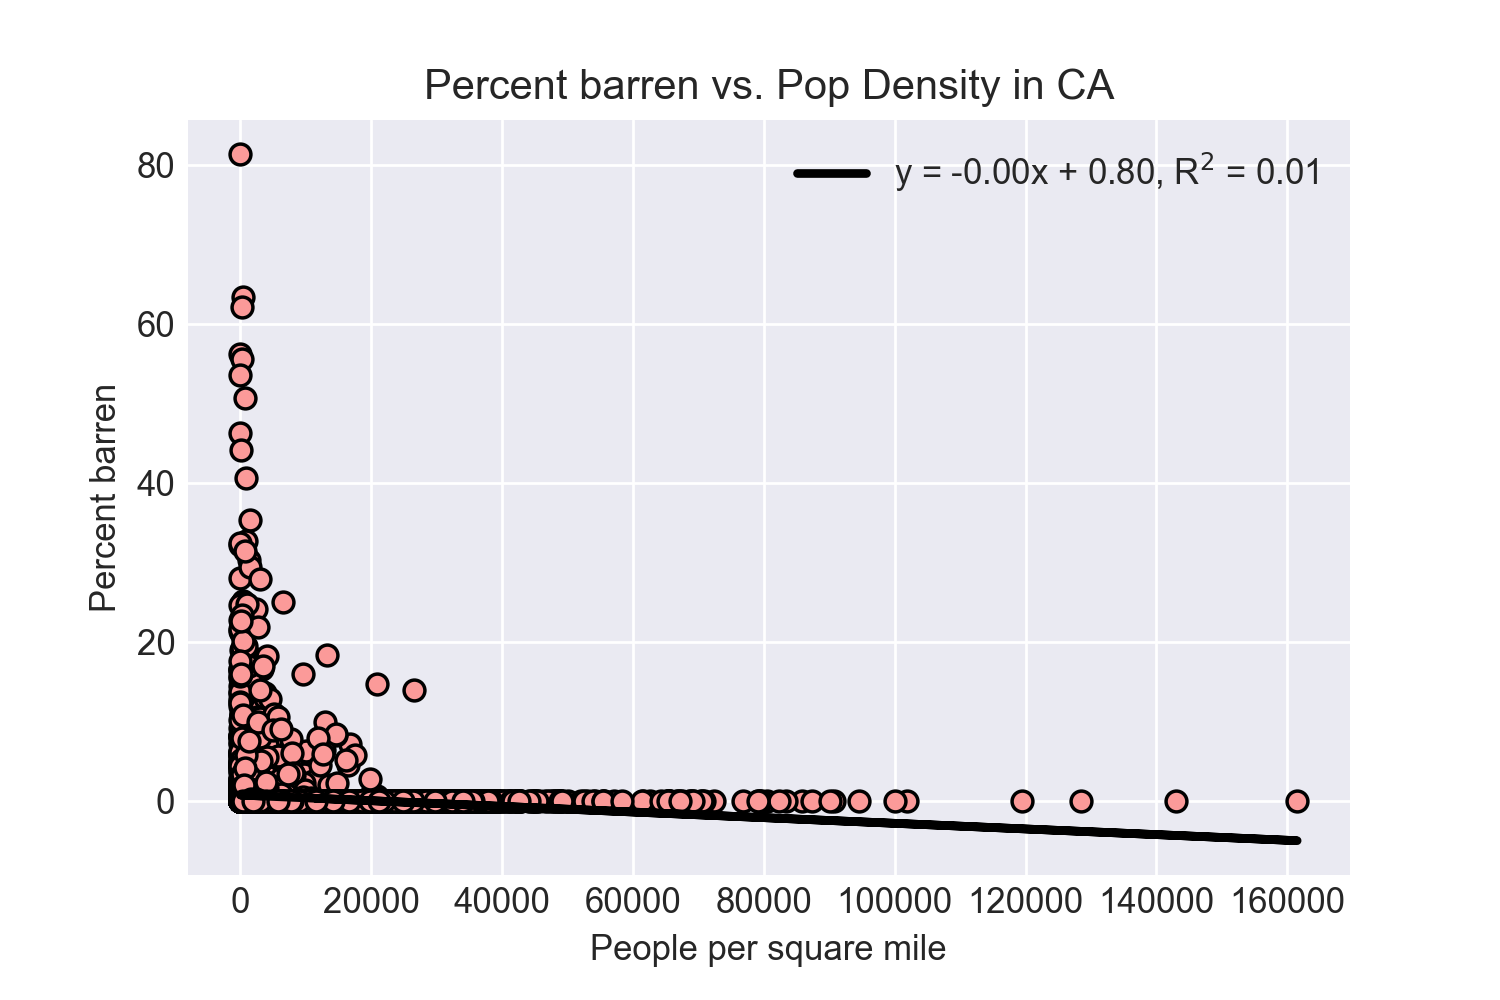 Percent barren vs. Pop Density in CA
y = -0.00x + 0.80, R² = 0.01
Percent barren
80
60
40
20
0
0 20000 40000 60000 80000 100000 120000 140000 160000
People per square mile